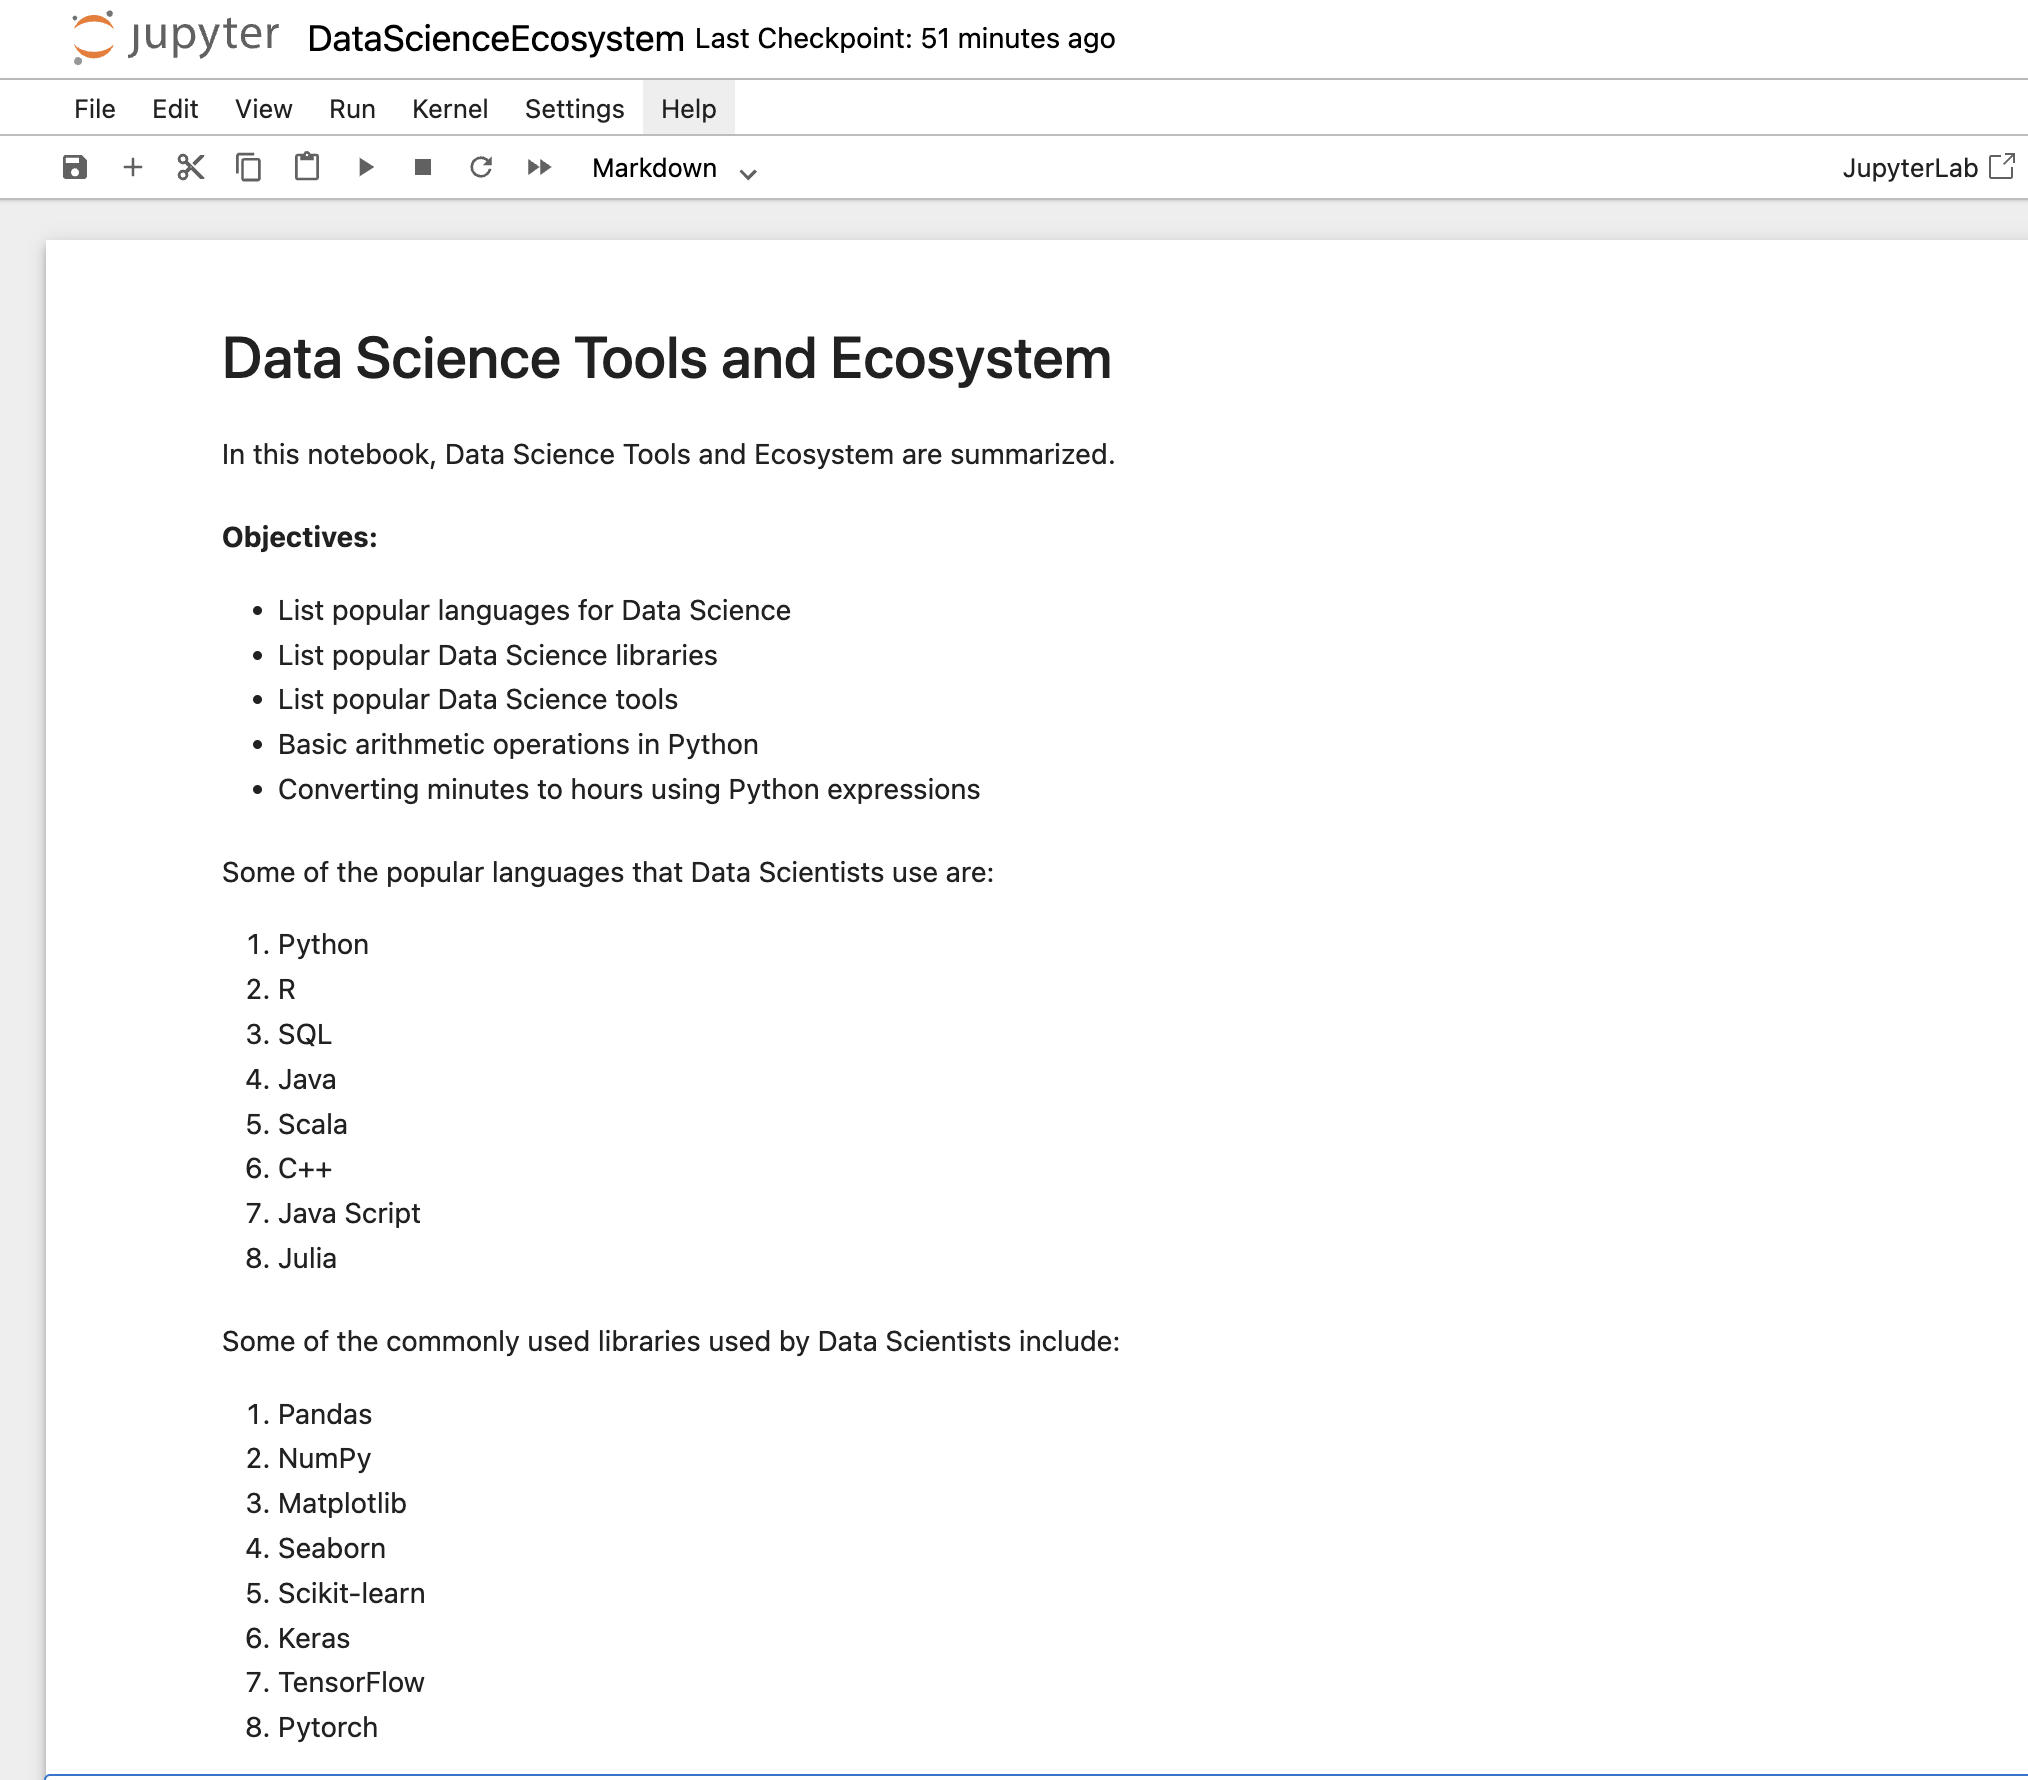 jupyter DataScienceEcosystem Last Checkpoint: 51 minutes ago
File Edit View Run Kernel Settings Help
Markdown JupyterLab
Data Science Tools and Ecosystem
In this notebook, Data Science Tools and Ecosystem are summarized.
Objectives:
• List popular languages for Data Science
• List popular Data Science libraries
• List popular Data Science tools
• Basic arithmetic operations in Python
• Converting minutes to hours using Python expressions
Some of the popular languages that Data Scientists use are:
1. Python
2. R
3. SQL
4. Java
5. Scala
6. C++
7. Java Script
8. Julia
Some of the commonly used libraries used by Data Scientists include:
1. Pandas
2. NumPy
3. Matplotlib
4. Seaborn
5. Scikit-learn
6. Keras
7. TensorFlow
8. Pytorch